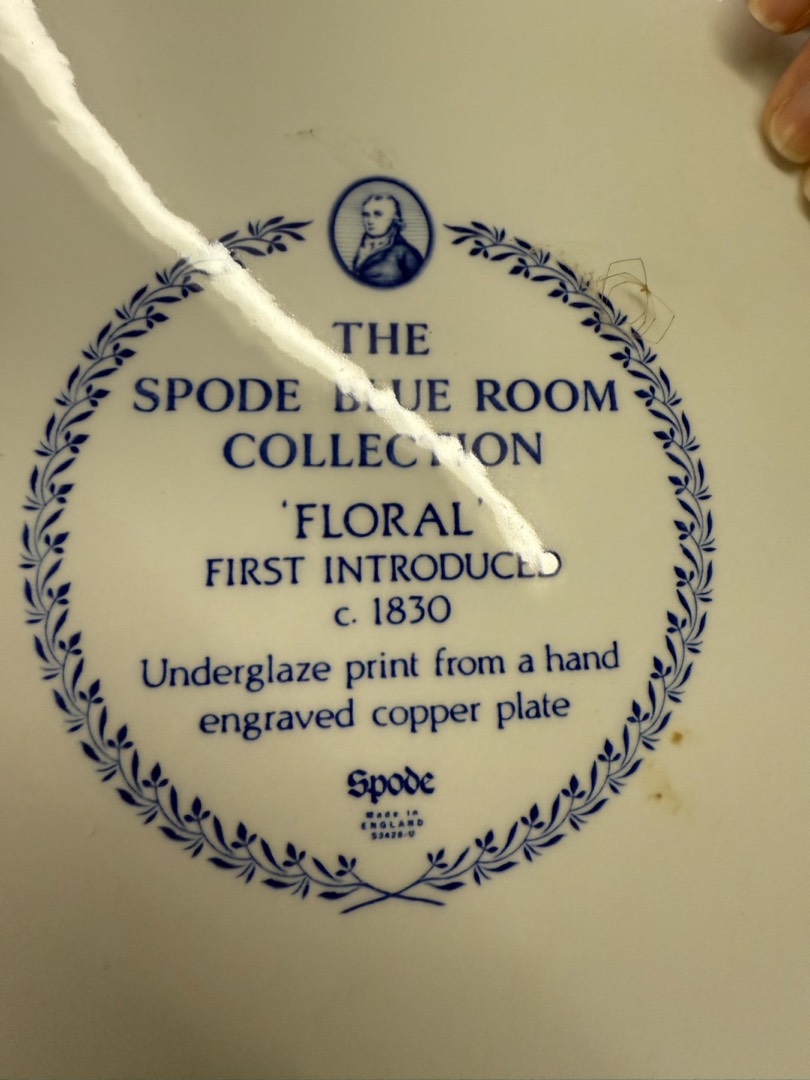 THE
SPODE BLUE ROOM
COLLECTION
'FLORAL'
FIRST INTRODUCED
c. 1830
Underglaze print from a hand
engraved copper plate
Spode
Made in
ENGLAND
S3428-U